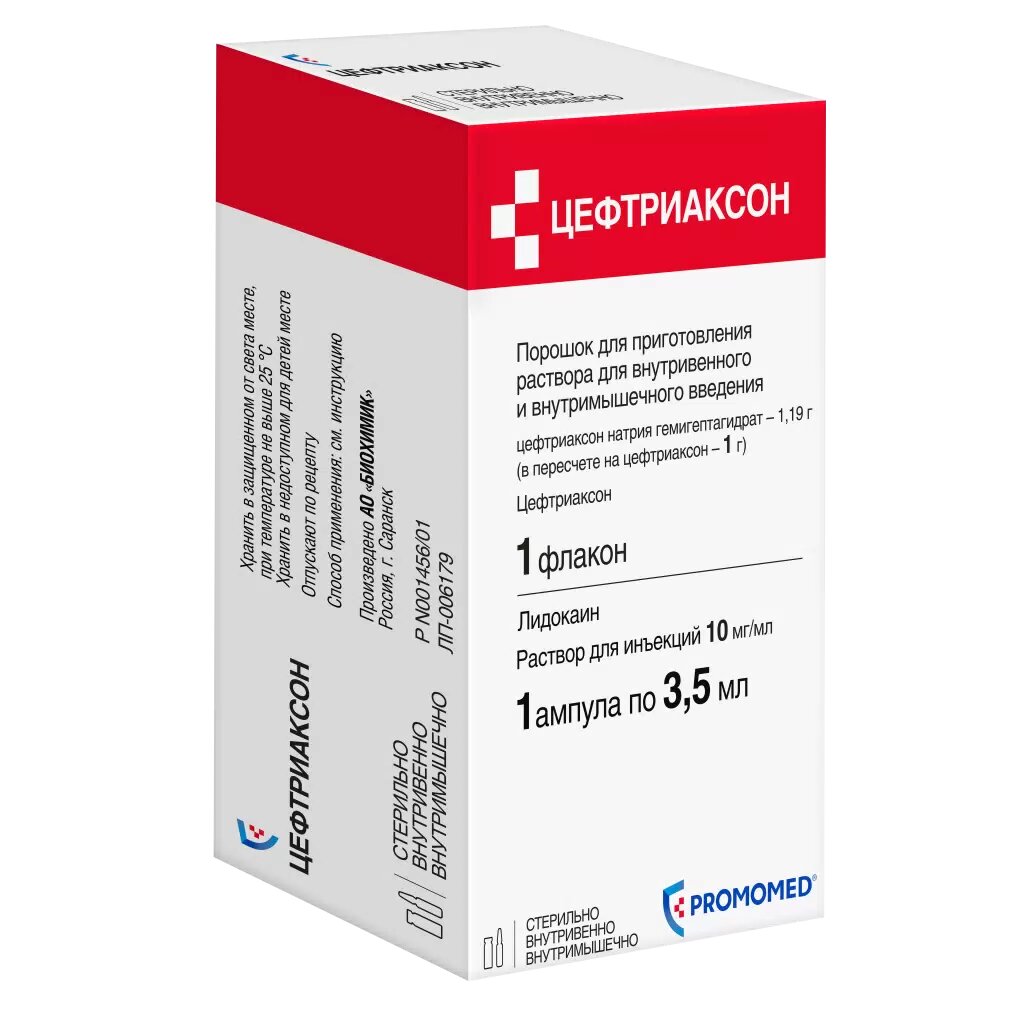 ЦЕФТРИАКСОН
СТЕРИЛЬНО
ВНУТРИВЕННО
ВНУТРИМЫШЕЧНО
ЦЕФТРИАКСОН
Порошок для приготовления
раствора для внутривенного
и внутримышечного введения
цефтриаксон натрия гемигептагидрат – 1,19 г
(в пересчете на цефтриаксон – 1 г)
Цефтриаксон
1 флакон
Лидокаин
Раствор для инъекций 10 мг/мл
1 ампула по 3,5 мл
СТЕРИЛЬНО
ВНУТРИВЕННО
ВНУТРИМЫШЕЧНО
PROMOMED®
Хранить в защищенном от света месте,
при температуре не выше 25 °С
Хранить в недоступном для детей месте
Отпускают по рецепту
Способ применения: см. инструкцию
Произведено АО «БИОХИМИК»
Россия, г. Саранск
Р N001456/01
ЛП-006179
ЦЕФТРИАКСОН
СТЕРИЛЬНО
ВНУТРИВЕННО
ВНУТРИМЫШЕЧНО